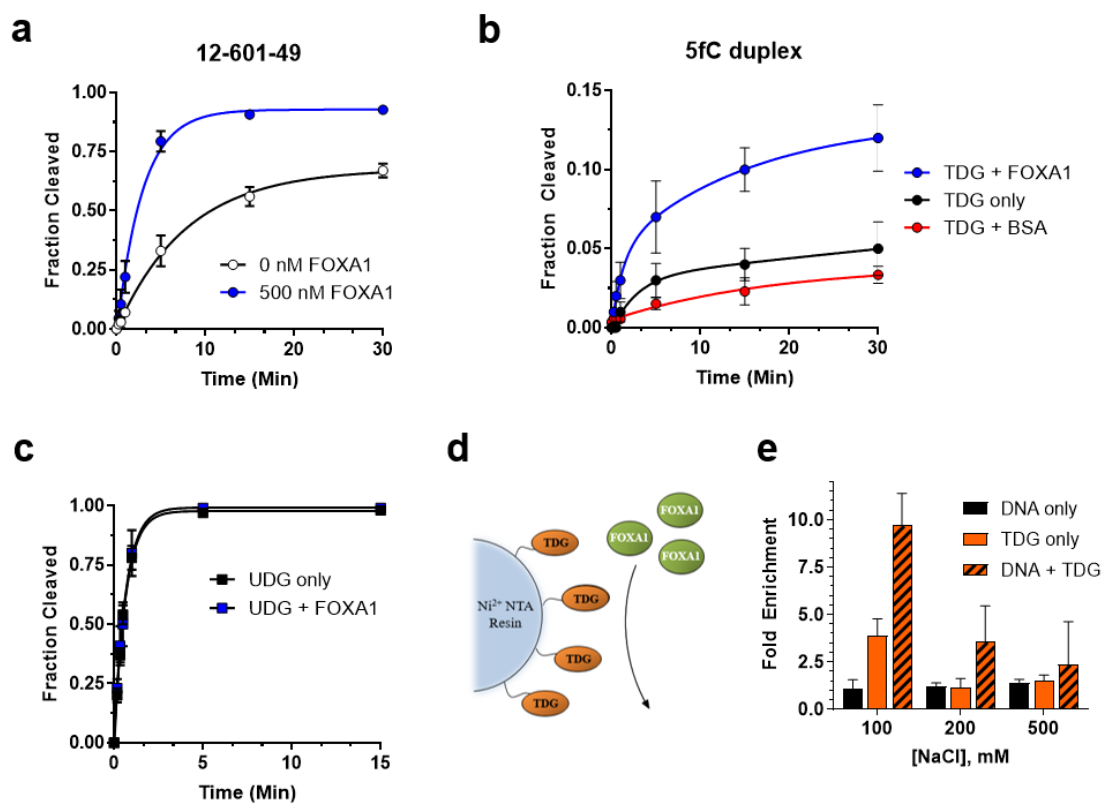 a
12-601-49
Fraction Cleaved
1.00
0.75
0.50
0.25
0.00
0 nM FOXA1
500 nM FOXA1
0 10 20 30
Time (Min)
b
5fC duplex
Fraction Cleaved
0.15
0.10
0.05
0.00
0 10 20 30
Time (Min)
TDG + FOXA1
TDG only
TDG + BSA
c
Fraction Cleaved
1.00
0.75
0.50
0.25
0.00
UDG only
UDG + FOXA1
0 5 10 15
Time (Min)
d
FOXA1
FOXA1
FOXA1
TDG
TDG
TDG
TDG
Ni²⁺ NTA
Resin
e
Fold Enrichment
10.0
7.5
5.0
2.5
0.0
DNA only
TDG only
DNA + TDG
100 200 500
[NaCl], mM